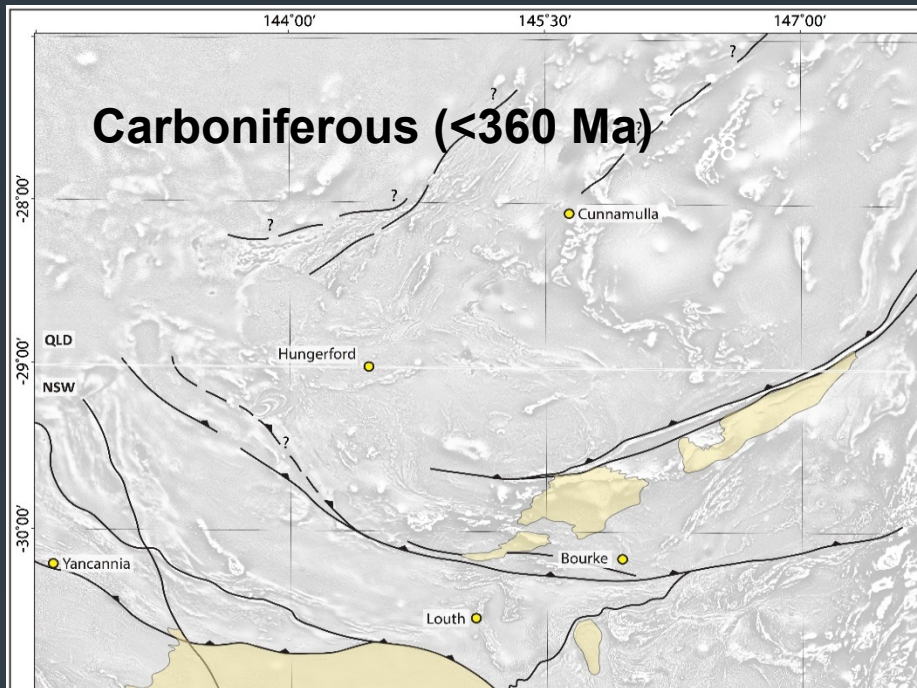 144°00' 145°30' 147°00'
?
?
Carboniferous (<360 Ma)
?
-28°00'
?
?
Cunnamulla
QLD
Hungerford
-29°00'
NSW
?
-30°00'
Bourke
Yancannia
Louth